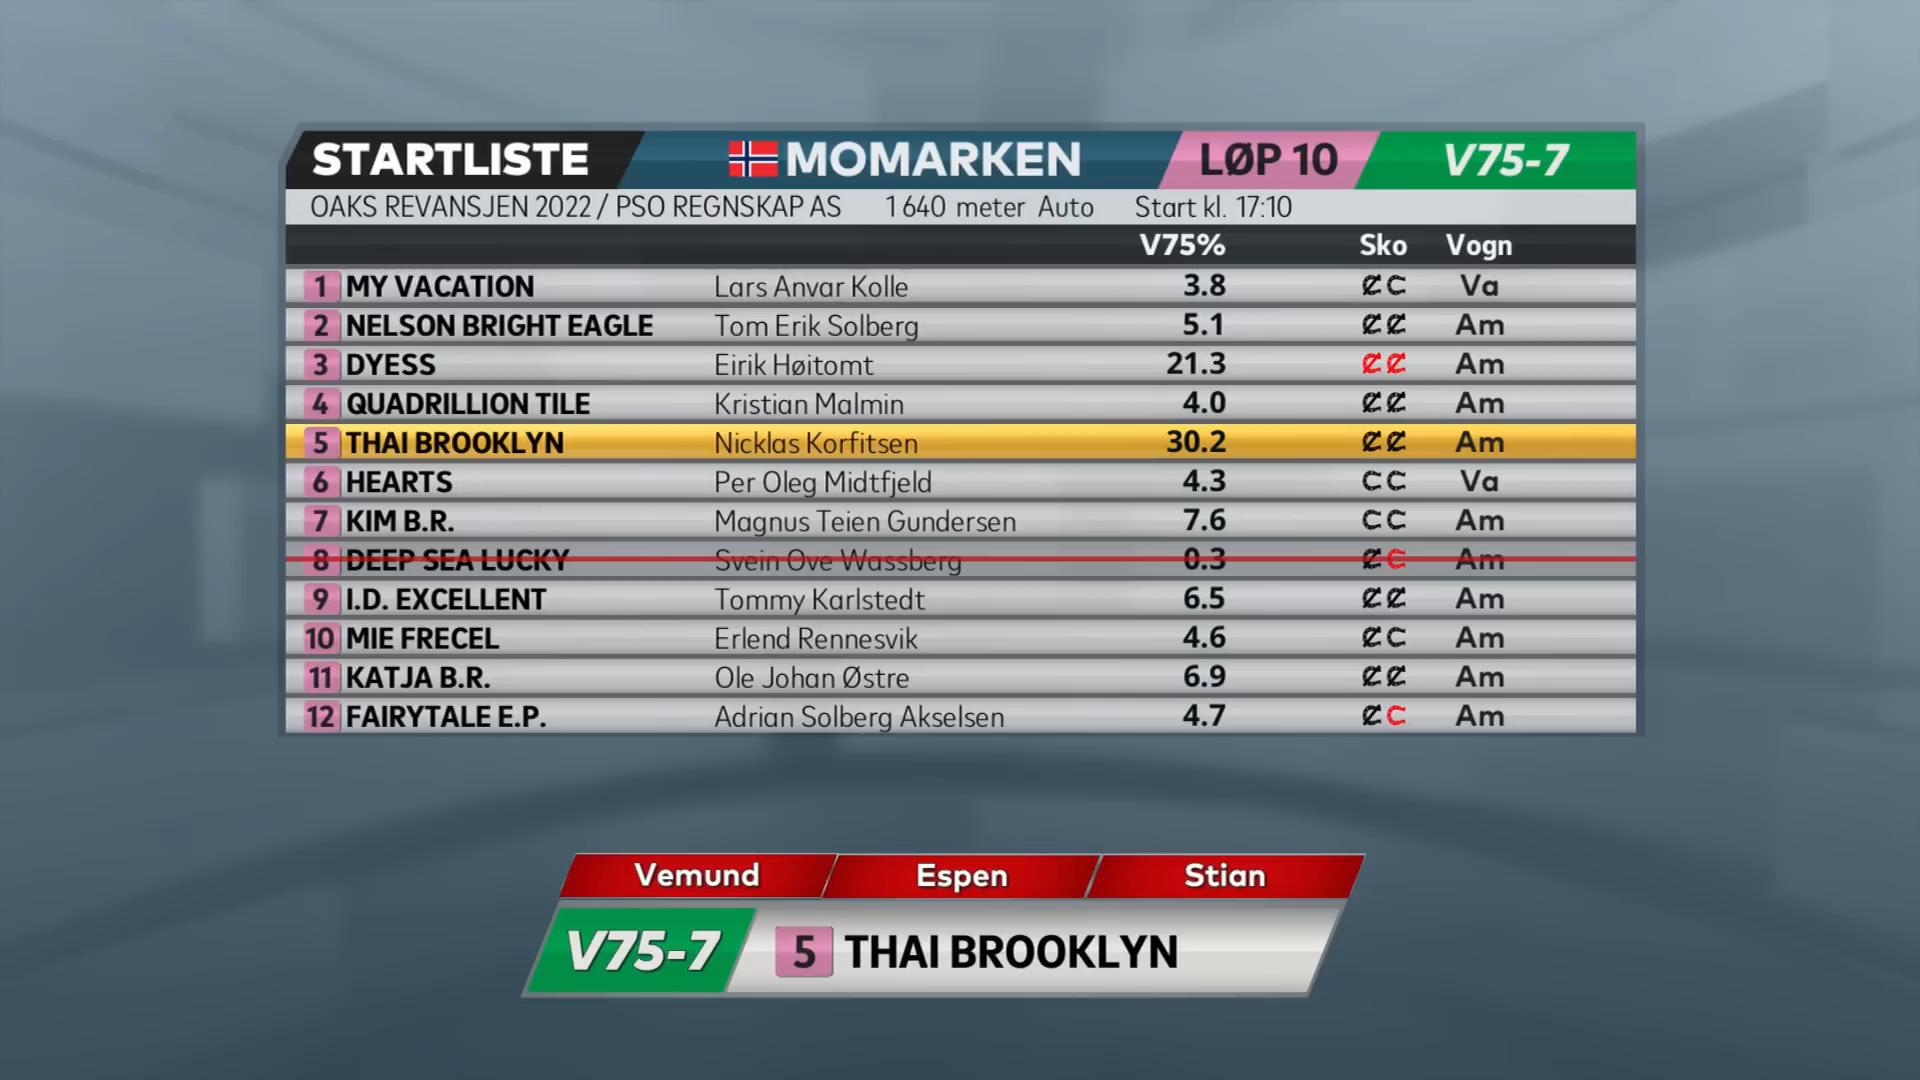 STARTLISTE MOMARKEN LØP 10 V75-7
OAKS REVANSJEN 2022 / PSO REGNSKAP AS 1 640 meter Auto Start kl. 17:10
V75% Sko Vogn
1 MY VACATION Lars Anvar Kolle 3.8 Va
2 NELSON BRIGHT EAGLE Tom Erik Solberg 5.1 Am
3 DYESS Eirik Høitomt 21.3 Am
4 QUADRILLION TILE Kristian Malmin 4.0 Am
5 THAI BROOKLYN Nicklas Korfitsen 30.2 Am
6 HEARTS Per Oleg Midtfjeld 4.3 Va
7 KIM B.R. Magnus Teien Gundersen 7.6 Am
8 DEEP SEA LUCKY Svein Ove Wassberg 0.3 Am
9 I.D. EXCELLENT Tommy Karlstedt 6.5 Am
10 MIE FRECEL Erlend Rennesvik 4.6 Am
11 KATJA B.R. Ole Johan Østre 6.9 Am
12 FAIRYTALE E.P. Adrian Solberg Akselsen 4.7 Am
Vemund Espen Stian
V75-7 5 THAI BROOKLYN